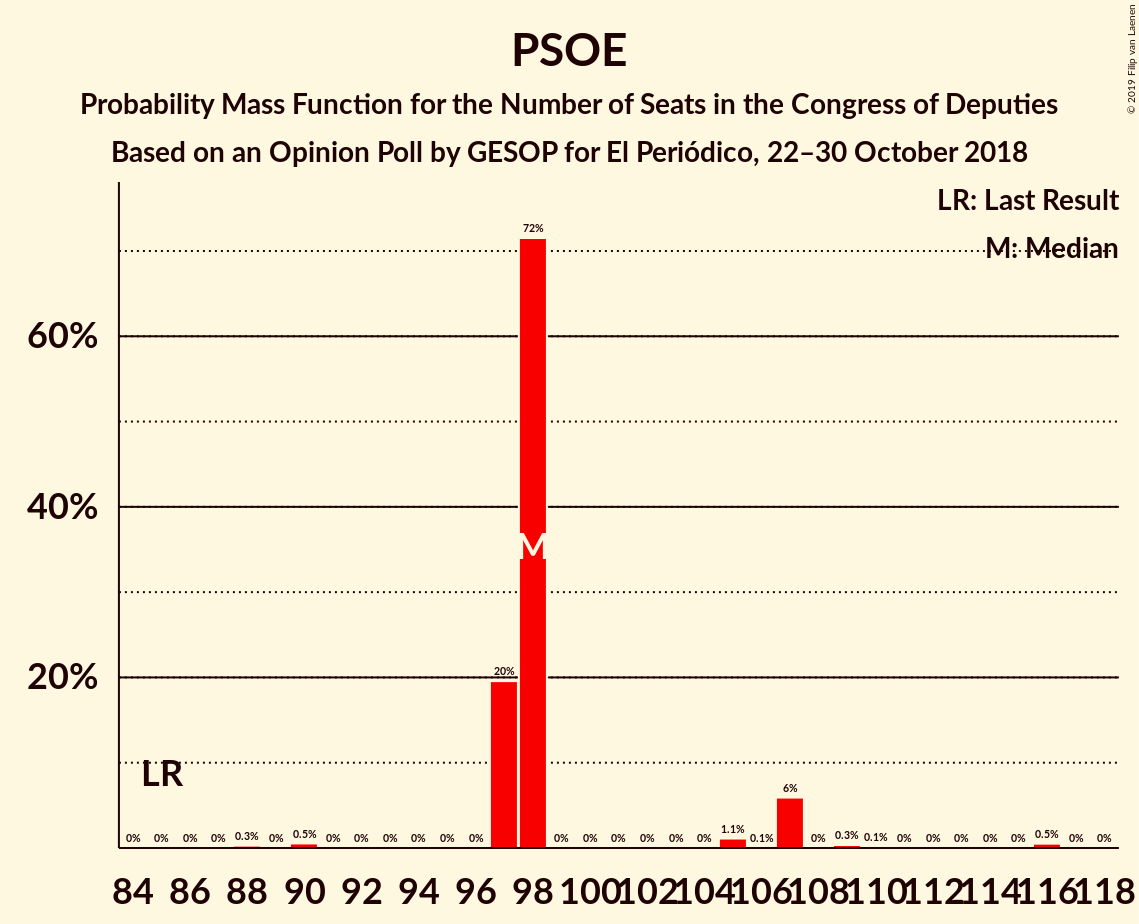 PSOE
Probability Mass Function for the Number of Seats in the Congress of Deputies
Based on an Opinion Poll by GESOP for El Periódico, 22–30 October 2018
© 2019 Filip van Laenen
LR: Last Result
M: Median
60%
40%
20%
LR
M
0% 0% 0% 0% 0.3% 0% 0.5% 0% 0% 0% 0% 0% 0% 20% 72% 0% 0% 0% 0% 0% 0% 1.1% 0.1% 6% 0% 0.3% 0.1% 0% 0% 0% 0% 0% 0.5% 0% 0%
84 86 88 90 92 94 96 98 100 102 104 106 108 110 112 114 116 118